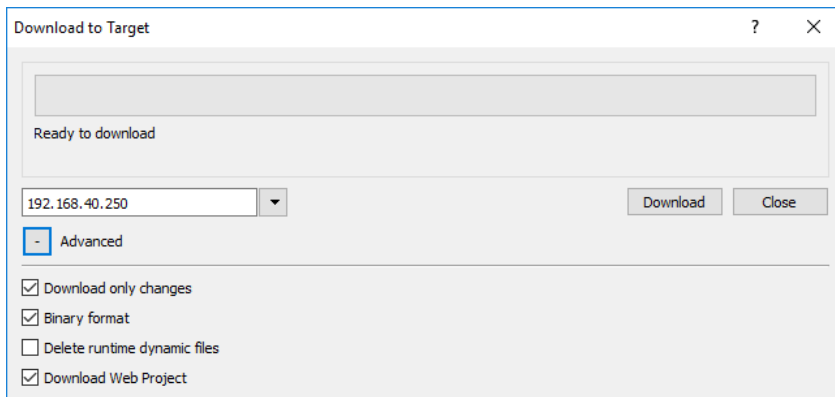 Download to Target ?
Ready to download
192.168.40.250 Download Close
- Advanced
Download only changes
Binary format
Delete runtime dynamic files
Download Web Project